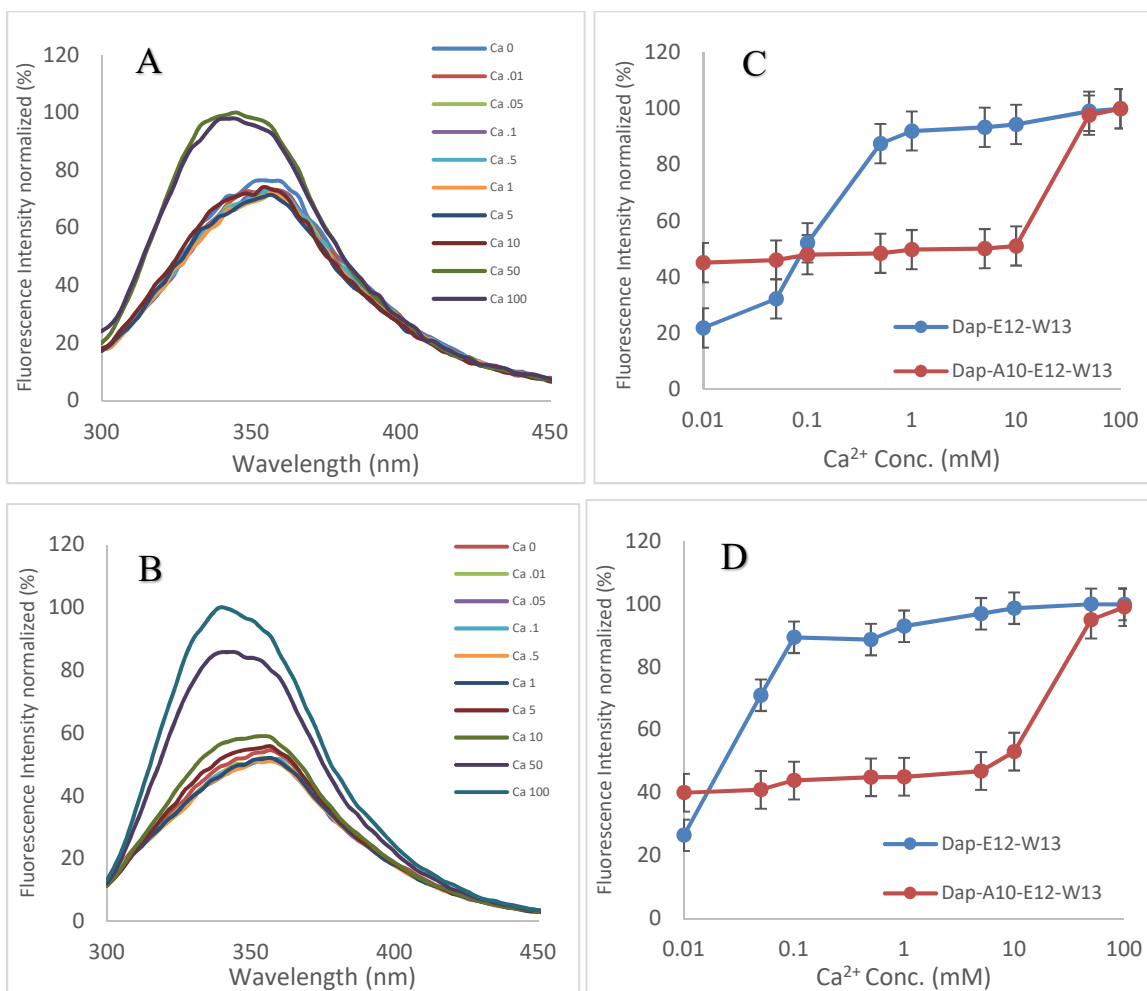 A
Fluorescence Intensity normalized (%)
120
100
80
60
40
20
0
300
350
400
450
Wavelength (nm)
Ca 0
Ca .01
Ca .05
Ca .1
Ca .5
Ca 1
Ca 5
Ca 10
Ca 50
Ca 100
C
Fluorescence Intensity normalized (%)
120
100
80
60
40
20
0
0.01
0.1
1
10
100
Ca²⁺ Conc. (mM)
Dap-E12-W13
Dap-A10-E12-W13
B
Fluorescence Intensity normalized (%)
120
100
80
60
40
20
0
300
350
400
450
Wavelength (nm)
Ca 0
Ca .01
Ca .05
Ca .1
Ca .5
Ca 1
Ca 5
Ca 10
Ca 50
Ca 100
D
Fluorescence Intensity normalized (%)
120
100
80
60
40
20
0
0.01
0.1
1
10
100
Ca²⁺ Conc. (mM)
Dap-E12-W13
Dap-A10-E12-W13